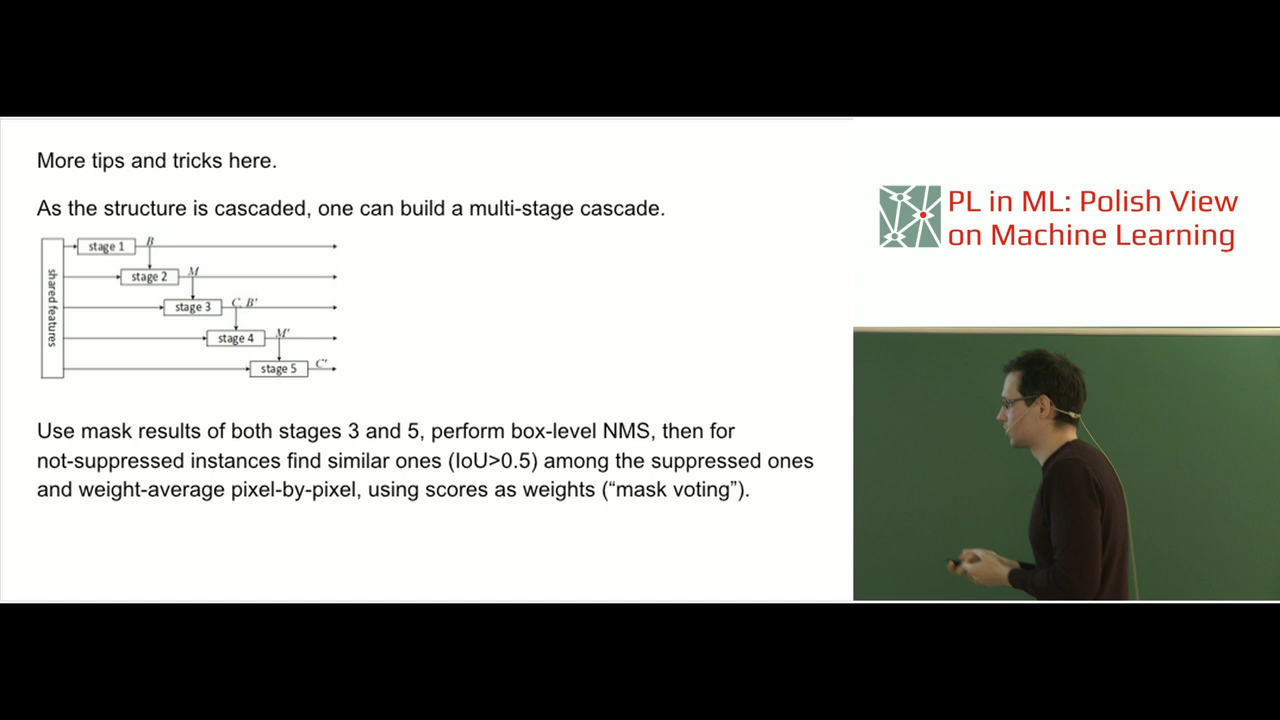 More tips and tricks here.
As the structure is cascaded, one can build a multi-stage cascade.
shared features
stage 1
B
stage 2
M
stage 3
C, B'
stage 4
M'
stage 5
C'
Use mask results of both stages 3 and 5, perform box-level NMS, then for
not-suppressed instances find similar ones (IoU>0.5) among the suppressed ones
and weight-average pixel-by-pixel, using scores as weights (“mask voting”).
PL in ML: Polish View
on Machine Learning